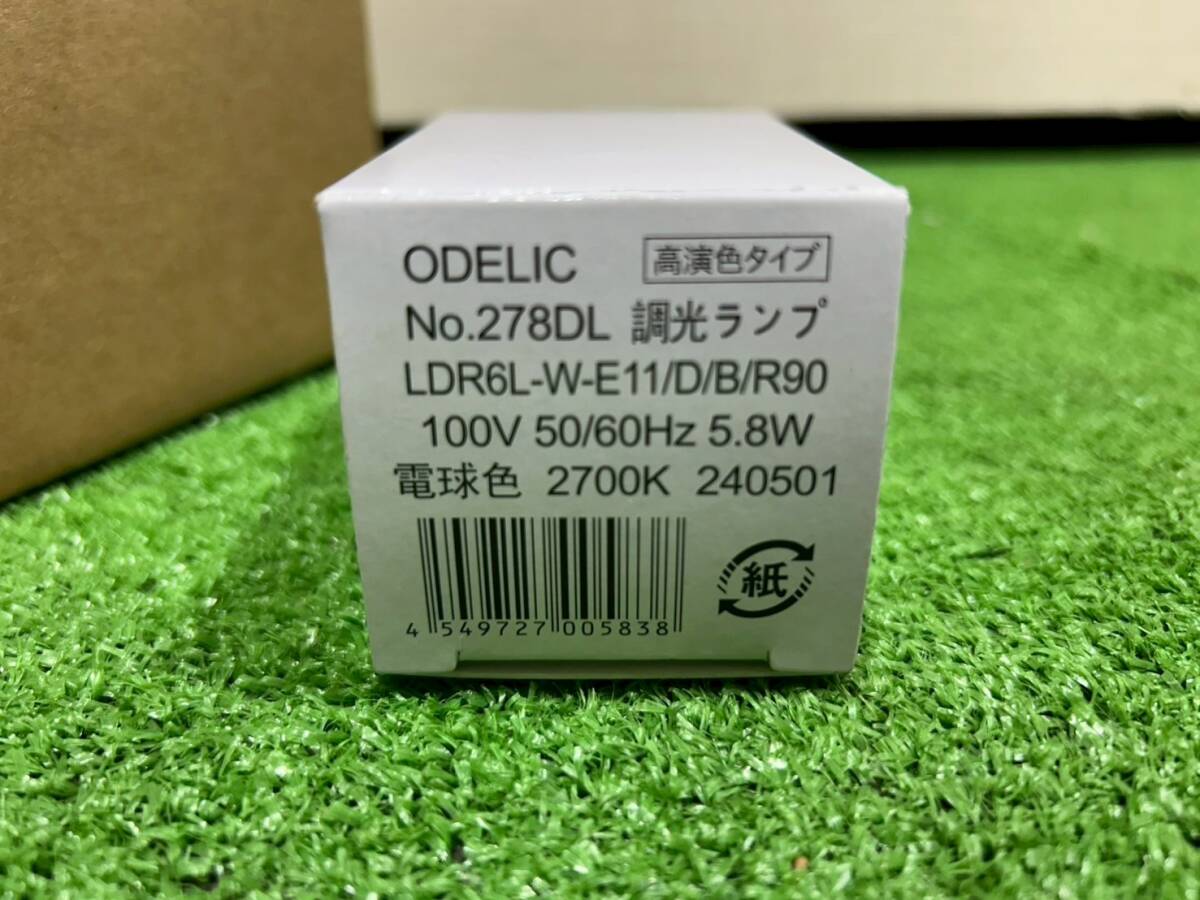 ODELIC 高演色タイプ
No.278DL 調光ランプ
LDR6L-W-E11/D/B/R90
100V 50/60Hz 5.8W
電球色 2700K 240501
紙
4 549727 005838